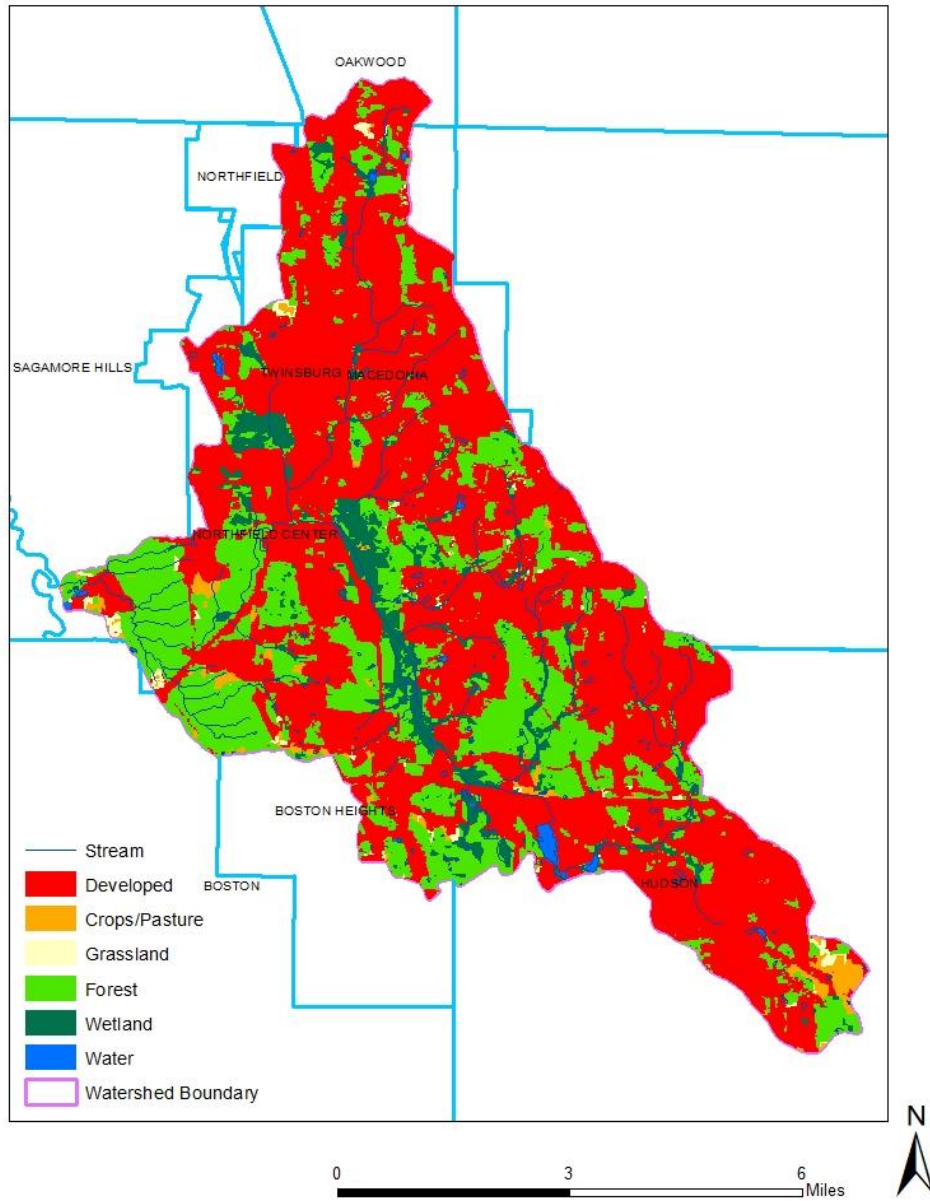 OAKWOOD
NORTHFIELD
SAGAMORE HILLS
TWINSBURG
MACEDONIA
NORTHFIELD CENTER
BOSTON HEIGHTS
BOSTON
HUDSON
Stream
Developed
Crops/Pasture
Grassland
Forest
Wetland
Water
Watershed Boundary
N
0 3 6
Miles